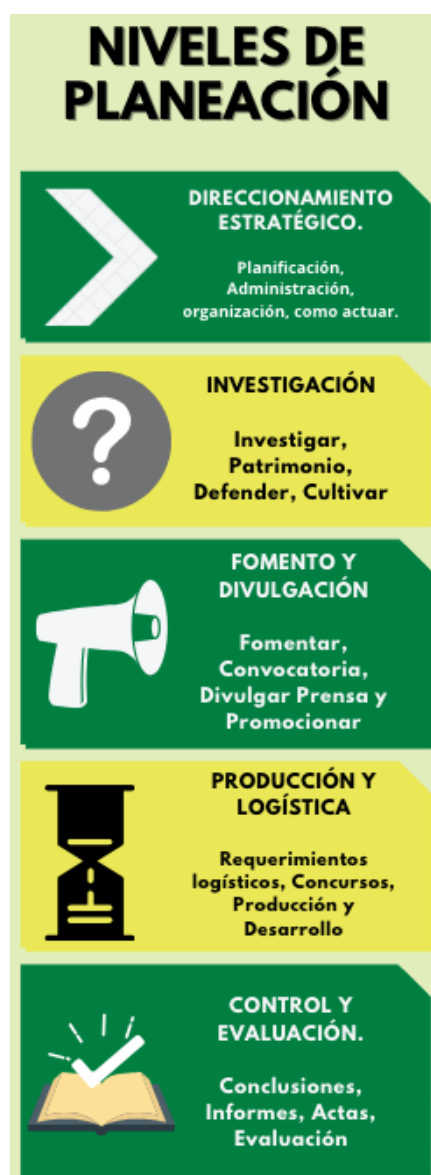 NIVELES DE
PLANEACIÓN
DIRECCIONAMIENTO
ESTRATÉGICO.
Planificación,
Administración,
organización, como actuar.
INVESTIGACIÓN
Investigar,
Patrimonio,
Defender, Cultivar
FOMENTO Y
DIVULGACIÓN
Fomentar,
Convocatoria,
Divulgar Prensa y
Promocionar
PRODUCCIÓN Y
LOGÍSTICA
Requerimientos
logísticos, Concursos,
Producción y
Desarrollo
CONTROL Y
EVALUACIÓN.
Conclusiones,
Informes, Actas,
Evaluación